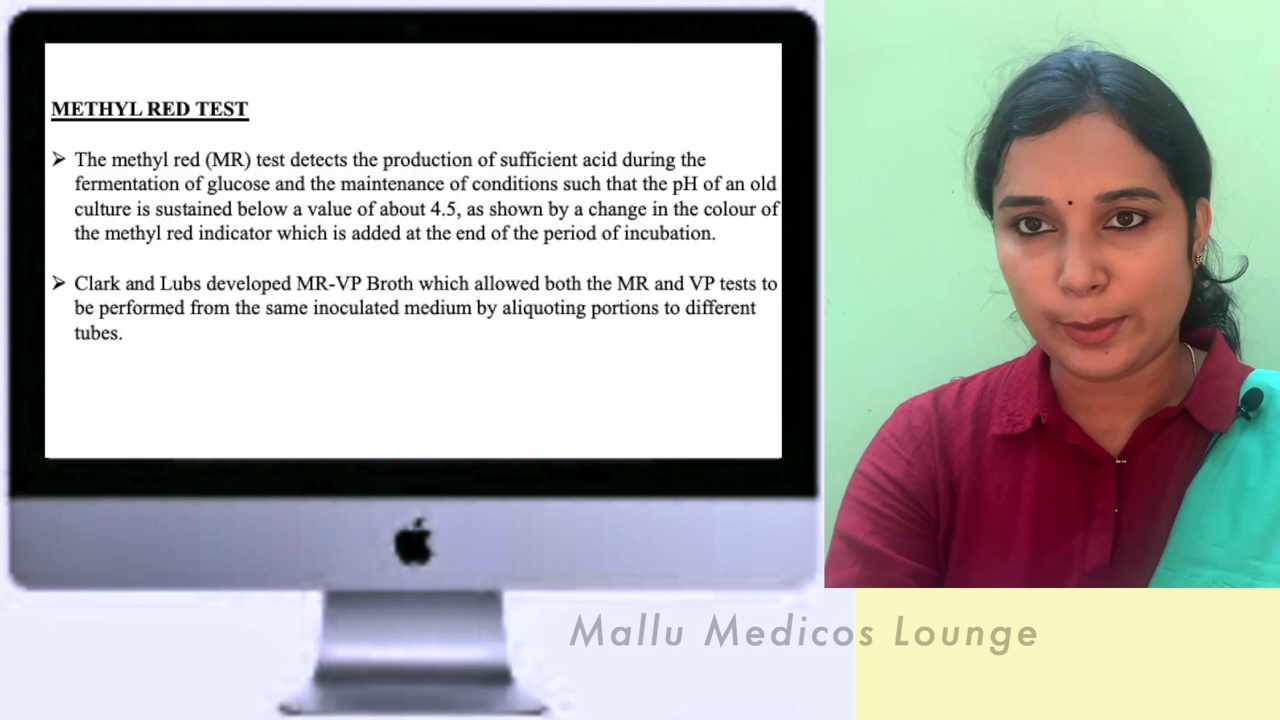 METHYL RED TEST
➤ The methyl red (MR) test detects the production of sufficient acid during the
fermentation of glucose and the maintenance of conditions such that the pH of an old
culture is sustained below a value of about 4.5, as shown by a change in the colour of
the methyl red indicator which is added at the end of the period of incubation.
➤ Clark and Lubs developed MR-VP Broth which allowed both the MR and VP tests to
be performed from the same inoculated medium by aliquoting portions to different
tubes.
Mallu Medicos Lounge